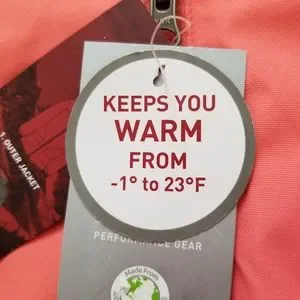 KEEPS YOU
WARM
FROM
-1° to 23°F
1. OUTER JACKET
PERFORMANCE GEAR
Made From